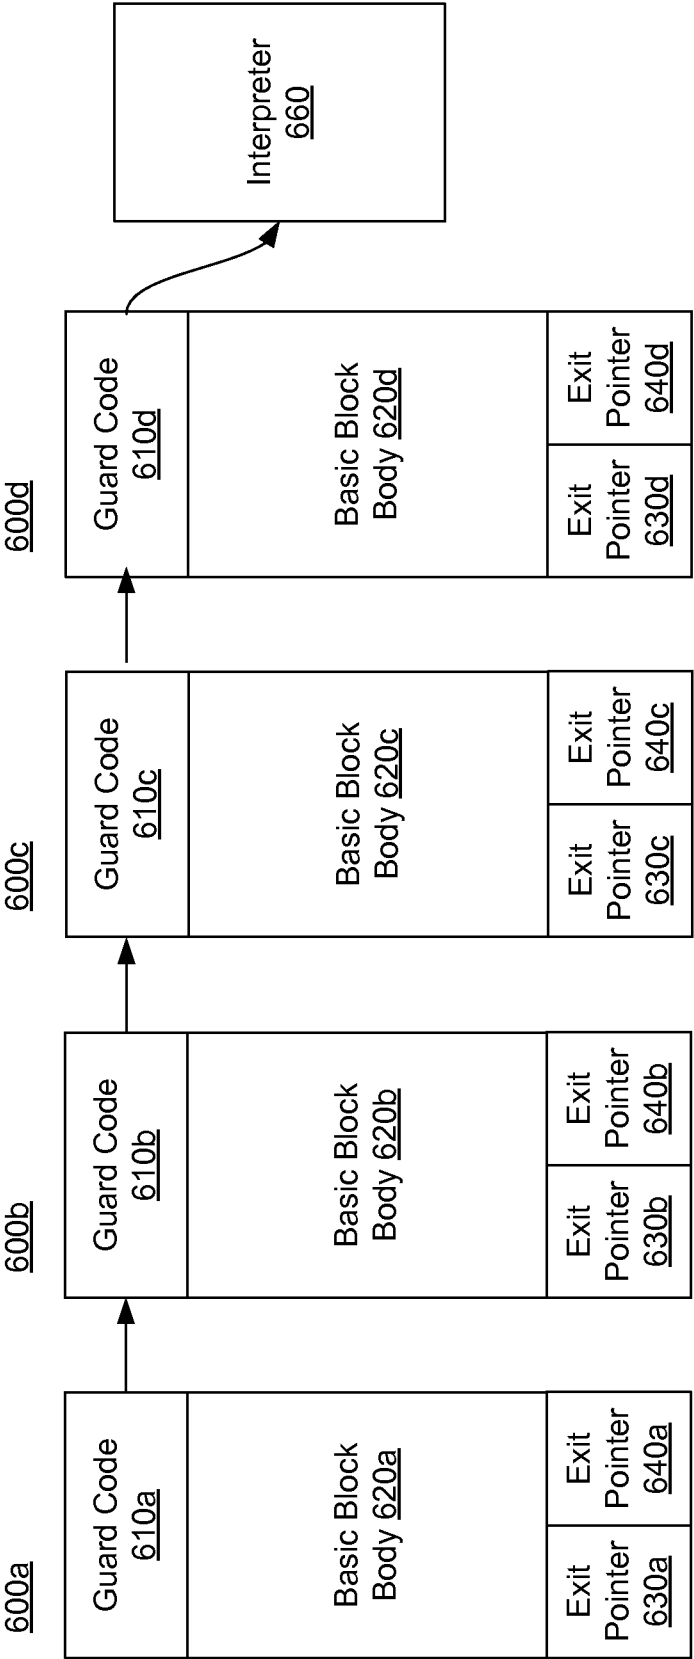 600a
Guard Code
610a
Basic Block
Body 620a
Exit
Pointer
630a
Exit
Pointer
640a
600b
Guard Code
610b
Basic Block
Body 620b
Exit
Pointer
630b
Exit
Pointer
640b
600c
Guard Code
610c
Basic Block
Body 620c
Exit
Pointer
630c
Exit
Pointer
640c
600d
Guard Code
610d
Basic Block
Body 620d
Exit
Pointer
630d
Exit
Pointer
640d
Interpreter
660